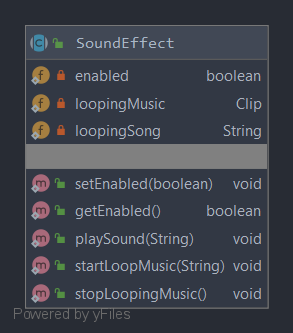 SoundEffect
enabled boolean
loopingMusic Clip
loopingSong String
setEnabled(boolean) void
getEnabled() boolean
playSound(String) void
startLoopMusic(String) void
stopLoopingMusic() void
Powered by yFiles